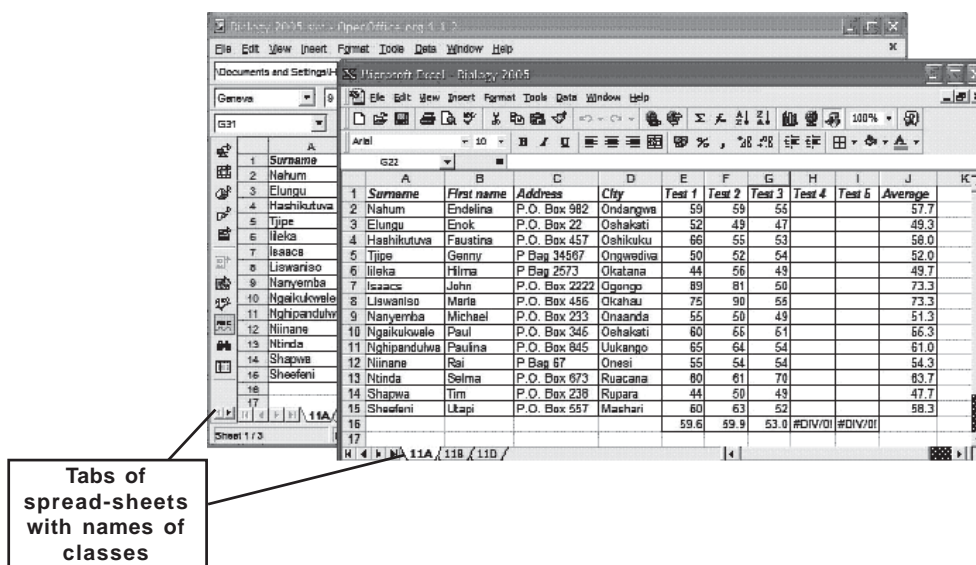 Biology 2005.sxc - OpenOffice.org 1.1.2
File Edit View Insert Format Tools Data Window Help
\Documents and Settings\H
Geneva 9
G31
A
1 Surname
2 Nahum
3 Elungu
4 Hashikutuva
5 Tjipe
6 Iileka
7 Isaacs
8 Liswaniso
9 Nanyemba
10 Ngaikukwele
11 Nghipandulw
12 Niinane
13 Ntinda
14 Shapwa
15 Sheefeni
16
17
11A
Sheet 1 / 3
Microsoft Excel - Biology 2005
File Edit View Insert Format Tools Data Window Help
100%
Arial 10 B I U
G22
A B C D E F G H I J K
1 Surname First name Address City Test 1 Test 2 Test 3 Test 4 Test 5 Average
2 Nahum Endelina P.O. Box 982 Ondangwa 59 59 55 57.7
3 Elungu Enok P.O. Box 22 Oshakati 52 49 47 49.3
4 Hashikutuva Faustina P.O. Box 457 Oshikuku 66 55 53 58.0
5 Tjipe Genny P Bag 34567 Ongwediva 50 52 54 52.0
6 Iileka Hilma P Bag 2573 Okatana 44 56 49 49.7
7 Isaacs John P.O. Box 2222 Ogongo 89 81 50 73.3
8 Liswaniso Maria P.O. Box 456 Okahau 75 90 55 73.3
9 Nanyemba Michael P.O. Box 233 Onaanda 55 50 49 51.3
10 Ngaikukwele Paul P.O. Box 345 Oshakati 60 55 51 55.3
11 Nghipandulwa Paulina P.O. Box 845 Uukango 65 64 54 61.0
12 Niinane Rai P Bag 67 Onesi 55 54 54 54.3
13 Ntinda Selma P.O. Box 673 Ruacana 60 61 70 63.7
14 Shapwa Tim P.O. Box 238 Rupara 44 50 49 47.7
15 Sheefeni Utapi P.O. Box 557 Mashari 60 63 52 58.3
16 59.6 59.9 53.0 #DIV/0! #DIV/0!
17
11A 11B 11D
Tabs of
spread-sheets
with names of
classes